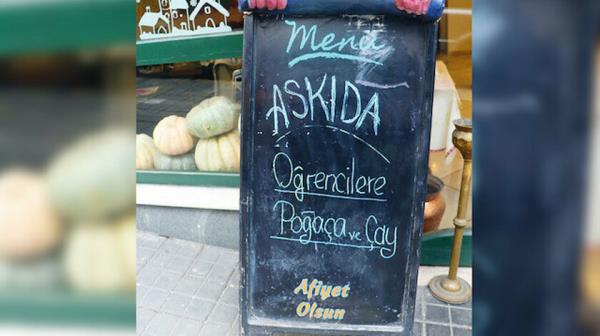 Menü
ASKIDA
Öğrencilere
Poğaça ve Çay
Afiyet
Olsun